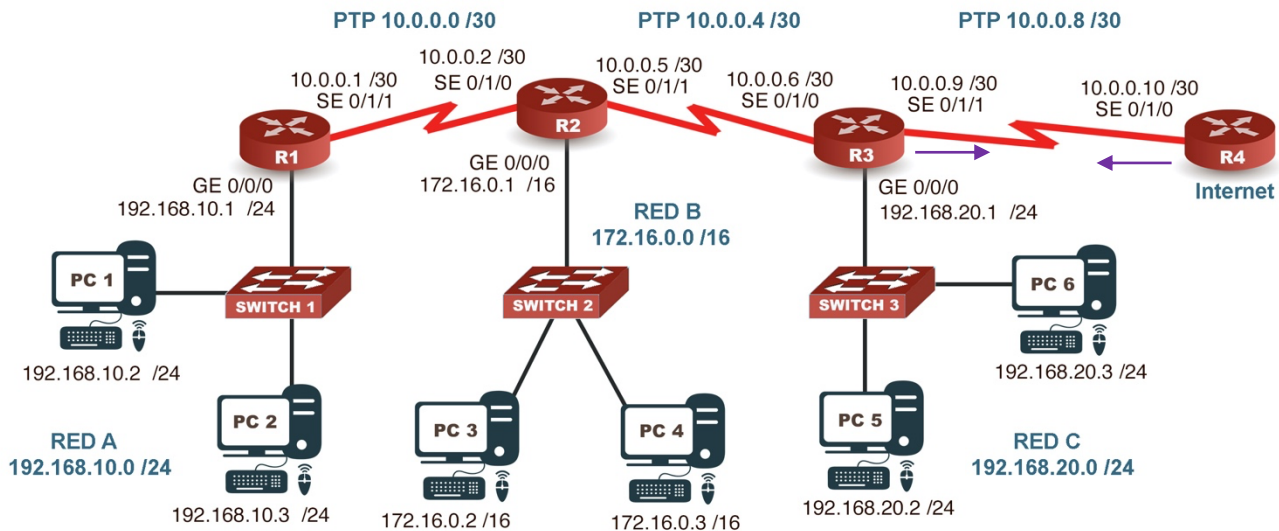 PTP 10.0.0.0 /30
PTP 10.0.0.4 /30
PTP 10.0.0.8 /30
10.0.0.1 /30
SE 0/1/1
10.0.0.2 /30
SE 0/1/0
10.0.0.5 /30
SE 0/1/1
10.0.0.6 /30
SE 0/1/0
10.0.0.9 /30
SE 0/1/1
10.0.0.10 /30
SE 0/1/0
R1
R2
R3
R4
Internet
GE 0/0/0
192.168.10.1 /24
GE 0/0/0
172.16.0.1 /16
GE 0/0/0
192.168.20.1 /24
RED B
172.16.0.0 /16
PC 1
SWITCH 1
SWITCH 2
SWITCH 3
PC 6
192.168.10.2 /24
192.168.20.3 /24
PC 2
PC 3
PC 4
PC 5
RED A
192.168.10.0 /24
RED C
192.168.20.0 /24
192.168.10.3 /24
172.16.0.2 /16
172.16.0.3 /16
192.168.20.2 /24